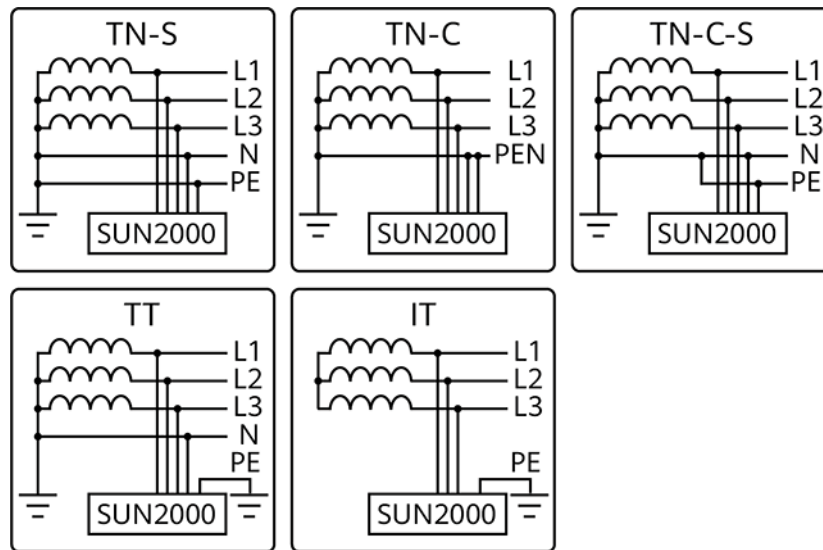 TN-S
L1
L2
L3
N
PE
SUN2000
TN-C
L1
L2
L3
PEN
SUN2000
TN-C-S
L1
L2
L3
N
PE
SUN2000
TT
L1
L2
L3
N
PE
SUN2000
IT
L1
L2
L3
PE
SUN2000